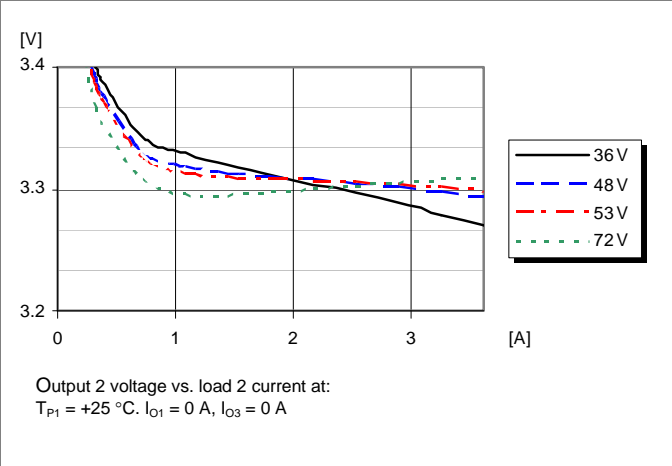 [V]
3.4
3.3
3.2
0 1 2 3 [A]
36 V
48 V
53 V
72 V
Output 2 voltage vs. load 2 current at:
TP1 = +25 °C. IO1 = 0 A, IO3 = 0 A